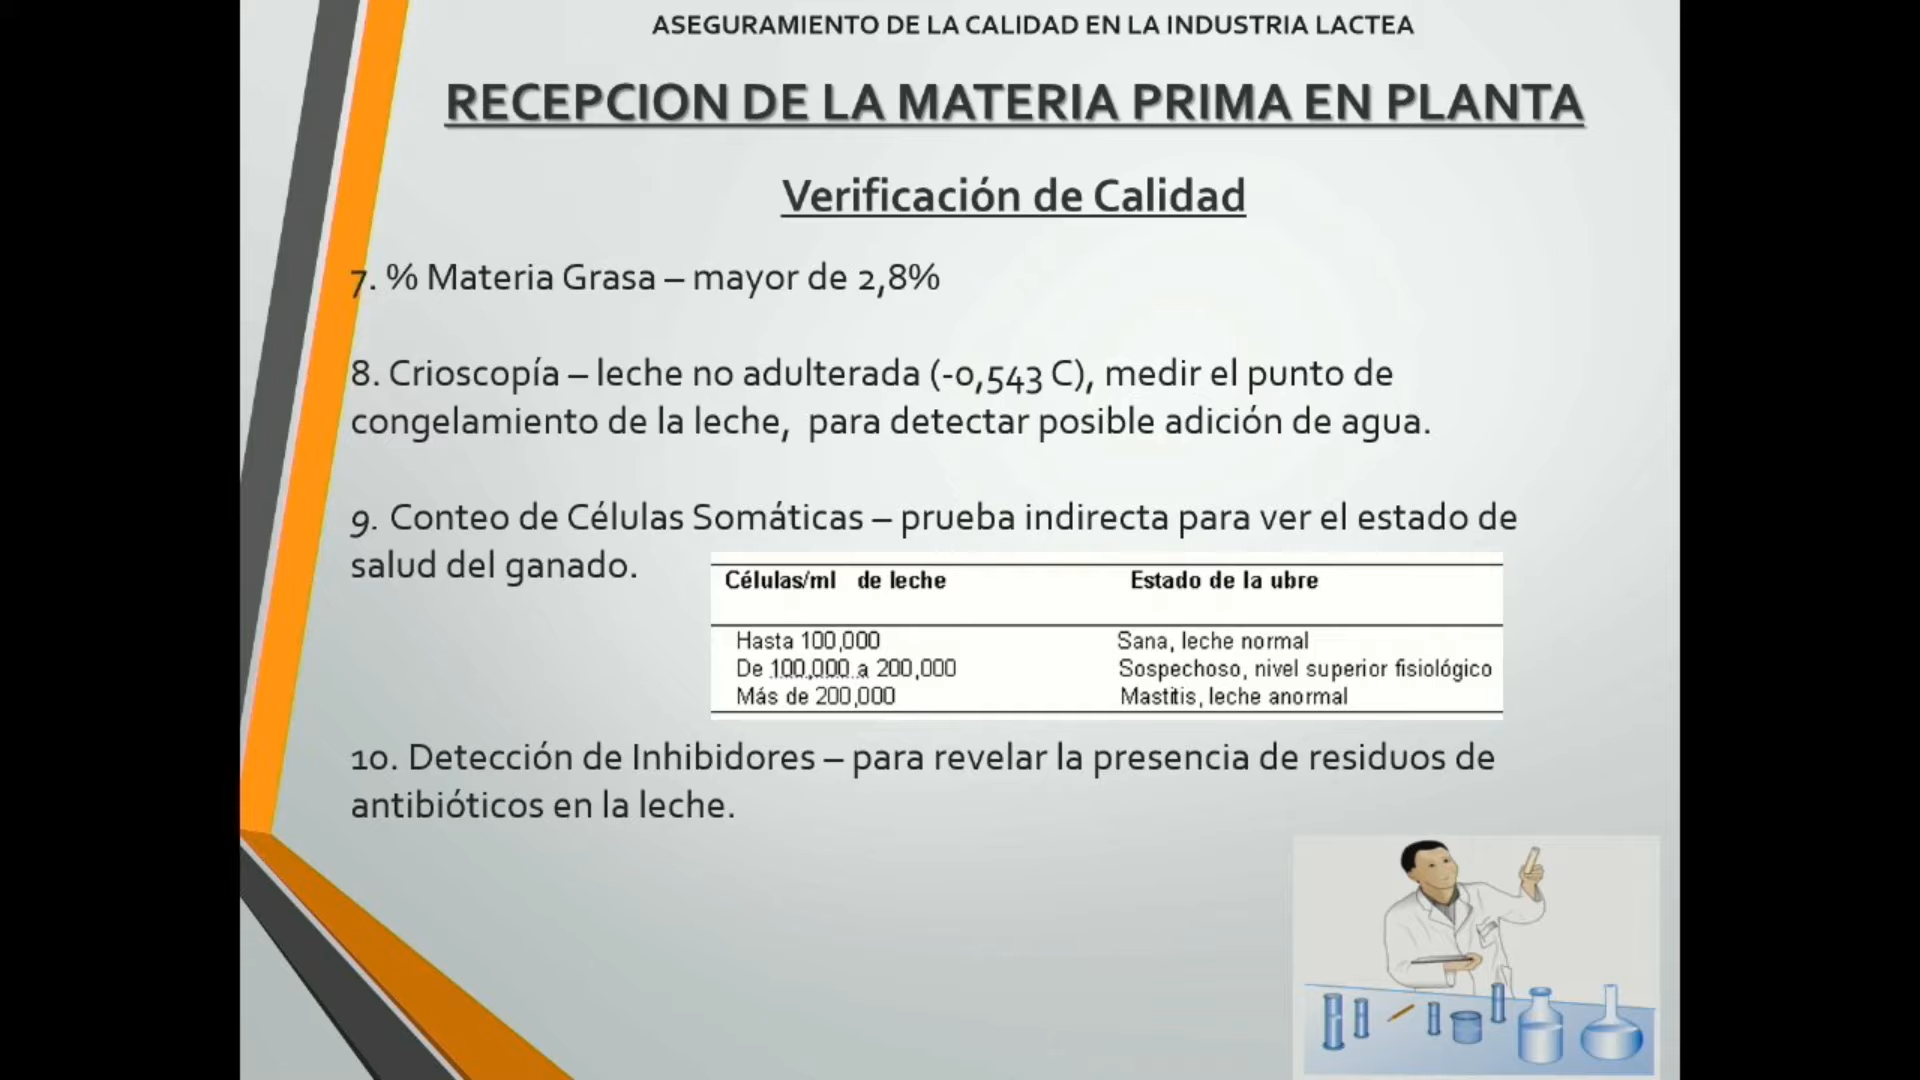 ASEGURAMIENTO DE LA CALIDAD EN LA INDUSTRIA LACTEA
RECEPCION DE LA MATERIA PRIMA EN PLANTA
Verificación de Calidad
7. % Materia Grasa – mayor de 2,8%
8. Crioscopía – leche no adulterada (-0,543 C), medir el punto de
congelamiento de la leche, para detectar posible adición de agua.
9. Conteo de Células Somáticas – prueba indirecta para ver el estado de
salud del ganado.
Células/ml de leche Estado de la ubre
Hasta 100,000 Sana, leche normal
De 100,000 a 200,000 Sospechoso, nivel superior fisiológico
Más de 200,000 Mastitis, leche anormal
10. Detección de Inhibidores – para revelar la presencia de residuos de
antibióticos en la leche.